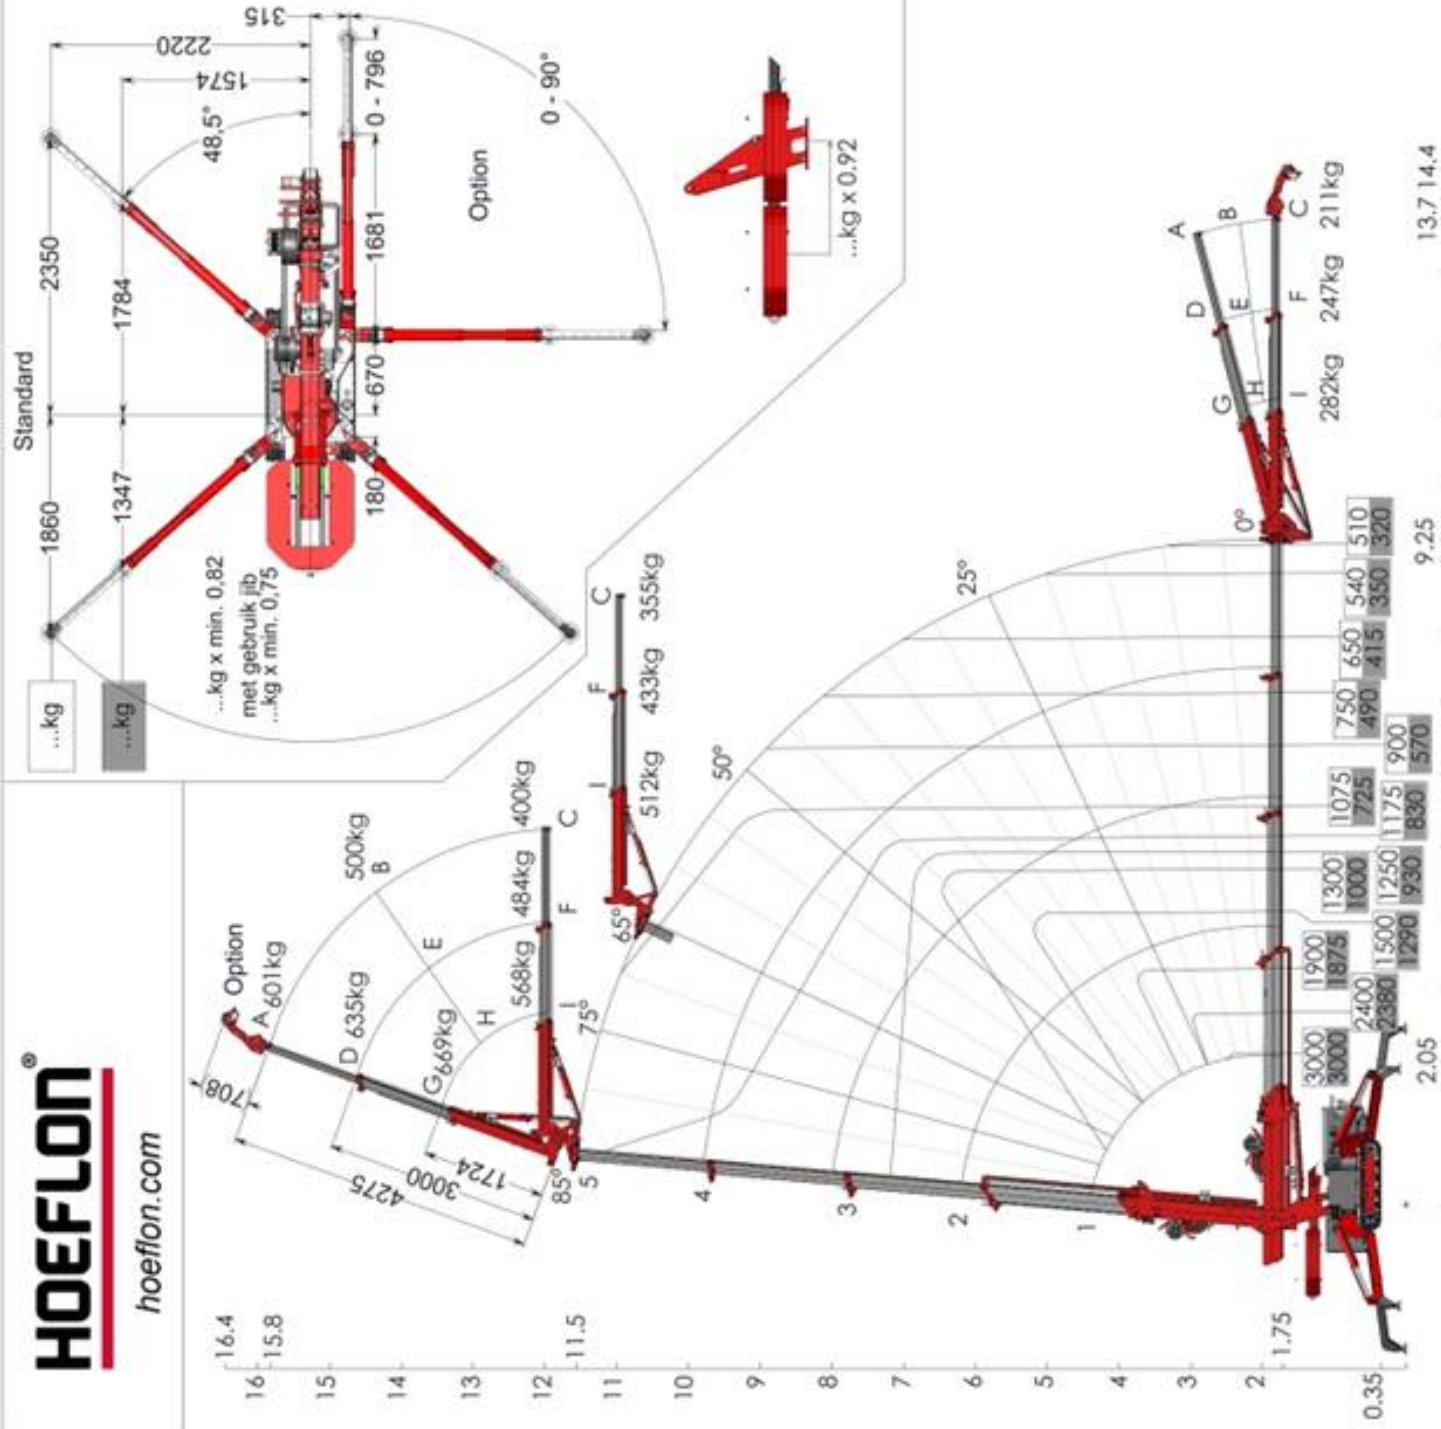 HOEFLON®
hoeflon.com
Standard
1860
2350
1347
1784
2220
1574
315
48,5°
...kg
...kg
...kg x min. 0,82
met gebruik jib
...kg x min. 0,75
180
670
1681
0 - 796
Option
0 - 90°
...kg x 0.92
Option
708
4275
3000
1724
A 601kg
500kg
B
D 635kg
E
G 669kg
H
568kg
484kg
400kg
I
F
C
I
F
C
512kg
433kg
355kg
85°
75°
65°
50°
25°
0°
5
4
3
2
1
A
B
C
D
E
F
G
H
I
282kg
247kg
211kg
16.4
16
15.8
15
14
13
12
11.5
11
10
9
8
7
6
5
4
3
2
1.75
0.35
3000
3000
2400
2380
1900
1875
1500
1290
1300
1000
1250
930
1175
830
1075
725
900
570
750
490
650
415
540
350
510
320
2.05
9.25
13.7 14.4